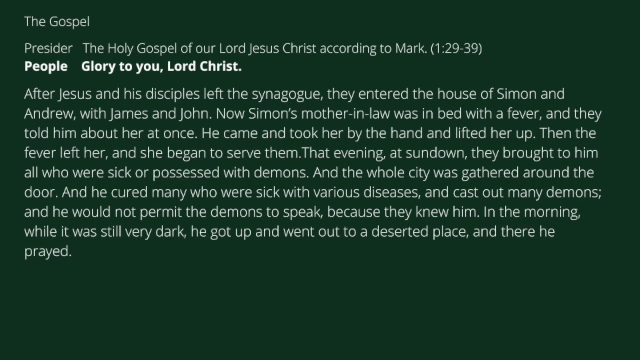 The Gospel
Presider The Holy Gospel of our Lord Jesus Christ according to Mark. (1:29-39)
People Glory to you, Lord Christ.
After Jesus and his disciples left the synagogue, they entered the house of Simon and
Andrew, with James and John. Now Simon’s mother-in-law was in bed with a fever, and they
told him about her at once. He came and took her by the hand and lifted her up. Then the
fever left her, and she began to serve them.That evening, at sundown, they brought to him
all who were sick or possessed with demons. And the whole city was gathered around the
door. And he cured many who were sick with various diseases, and cast out many demons;
and he would not permit the demons to speak, because they knew him. In the morning,
while it was still very dark, he got up and went out to a deserted place, and there he
prayed.